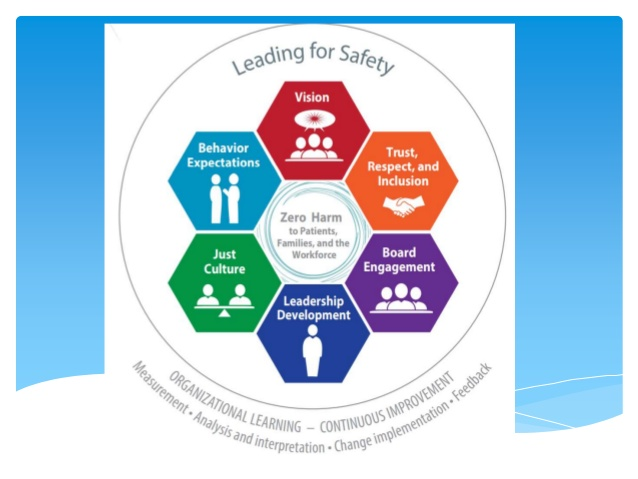 Leading for Safety
Vision
Behavior
Expectations
Trust,
Respect, and
Inclusion
Zero Harm
to Patients,
Families, and the
Workforce
Just
Culture
Board
Engagement
Leadership
Development
ORGANIZATIONAL LEARNING – CONTINUOUS IMPROVEMENT
Measurement • Analysis and interpretation • Change implementation • Feedback